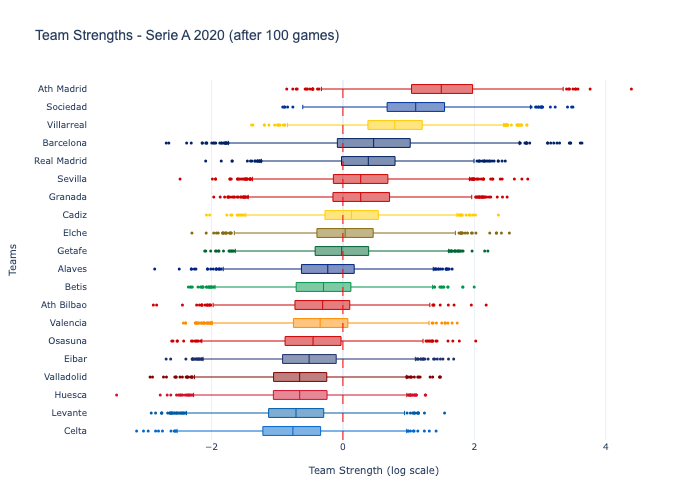 Team Strengths - Serie A 2020 (after 100 games)
Ath Madrid
Sociedad
Villarreal
Barcelona
Real Madrid
Sevilla
Granada
Cadiz
Elche
Getafe
Alaves
Betis
Ath Bilbao
Valencia
Osasuna
Eibar
Valladolid
Huesca
Levante
Celta
Teams
−2 0 2 4
Team Strength (log scale)